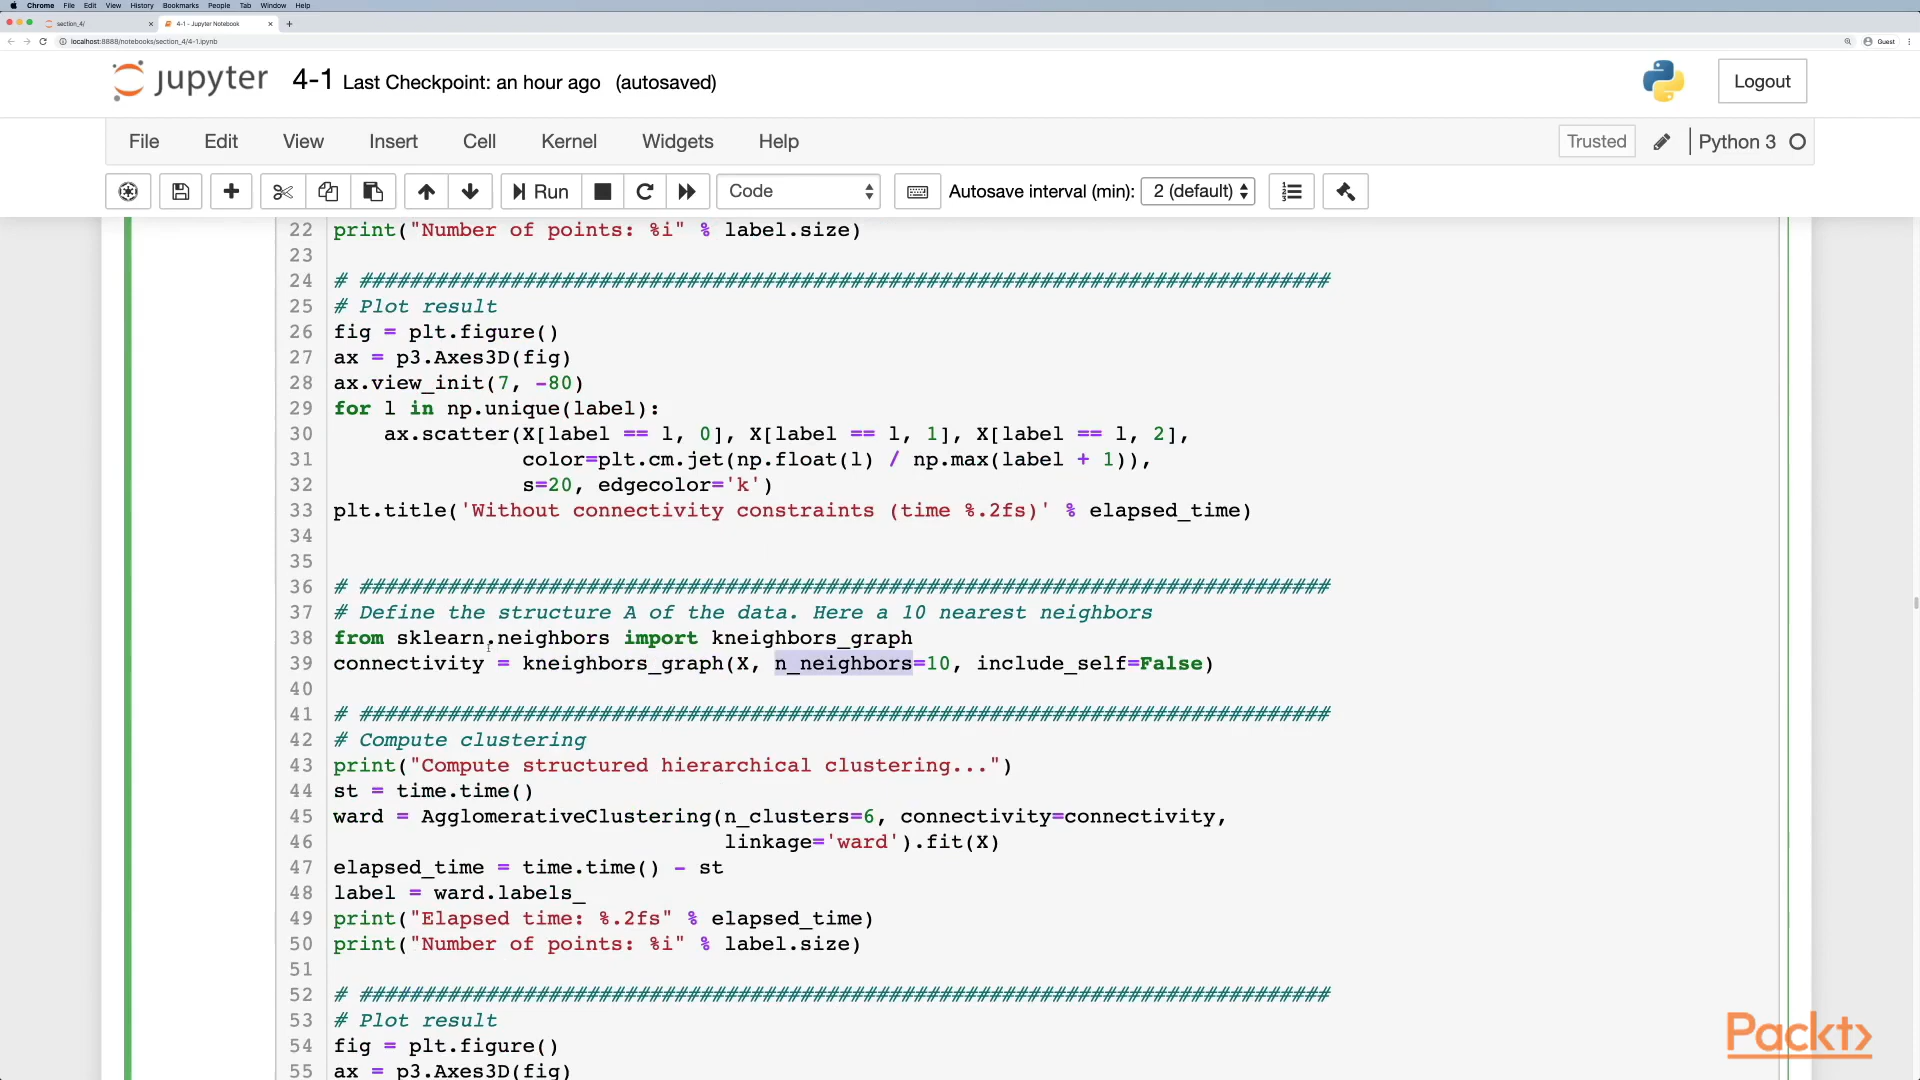 Chrome File Edit View History Bookmarks People Tab Window Help
section_4/ × 4-1 - Jupyter Notebook × +
localhost:8888/notebooks/section_4/4-1.ipynb Guest
jupyter 4-1 Last Checkpoint: an hour ago (autosaved) Logout
File Edit View Insert Cell Kernel Widgets Help Trusted Python 3
Run Code Autosave interval (min): 2 (default)
22 print("Number of points: %i" % label.size)
23
24 # #############################################################################
25 # Plot result
26 fig = plt.figure()
27 ax = p3.Axes3D(fig)
28 ax.view_init(7, -80)
29 for l in np.unique(label):
30 ax.scatter(X[label == l, 0], X[label == l, 1], X[label == l, 2],
31 color=plt.cm.jet(np.float(l) / np.max(label + 1)),
32 s=20, edgecolor='k')
33 plt.title('Without connectivity constraints (time %.2fs)' % elapsed_time)
34
35
36 # #############################################################################
37 # Define the structure A of the data. Here a 10 nearest neighbors
38 from sklearn.neighbors import kneighbors_graph
39 connectivity = kneighbors_graph(X, n_neighbors=10, include_self=False)
40
41 # #############################################################################
42 # Compute clustering
43 print("Compute structured hierarchical clustering...")
44 st = time.time()
45 ward = AgglomerativeClustering(n_clusters=6, connectivity=connectivity,
46 linkage='ward').fit(X)
47 elapsed_time = time.time() - st
48 label = ward.labels_
49 print("Elapsed time: %.2fs" % elapsed_time)
50 print("Number of points: %i" % label.size)
51
52 # #############################################################################
53 # Plot result
54 fig = plt.figure()
55 ax = p3.Axes3D(fig)
Packt>